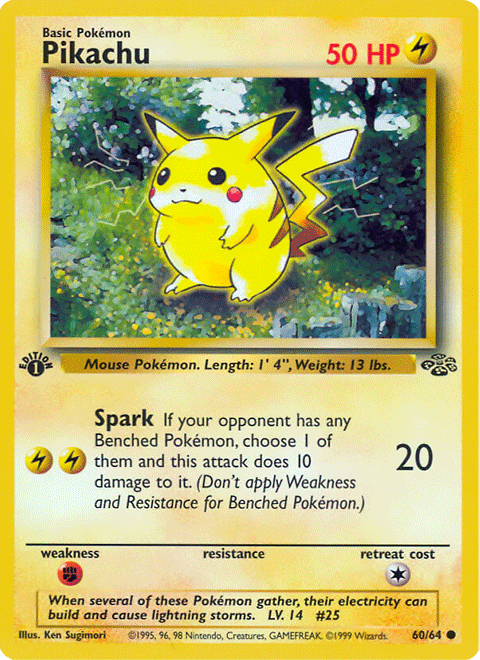 Basic Pokémon
Pikachu
50 HP
EDITION
1
Mouse Pokémon. Length: 1' 4", Weight: 13 lbs.
Spark If your opponent has any
Benched Pokémon, choose 1 of
them and this attack does 10
damage to it. (Don't apply Weakness
and Resistance for Benched Pokémon.)
20
weakness
resistance
retreat cost
When several of these Pokémon gather, their electricity can
build and cause lightning storms. LV. 14 #25
Illus. Ken Sugimori
©1995, 96, 98 Nintendo, Creatures, GAMEFREAK. ©1999 Wizards.
60/64